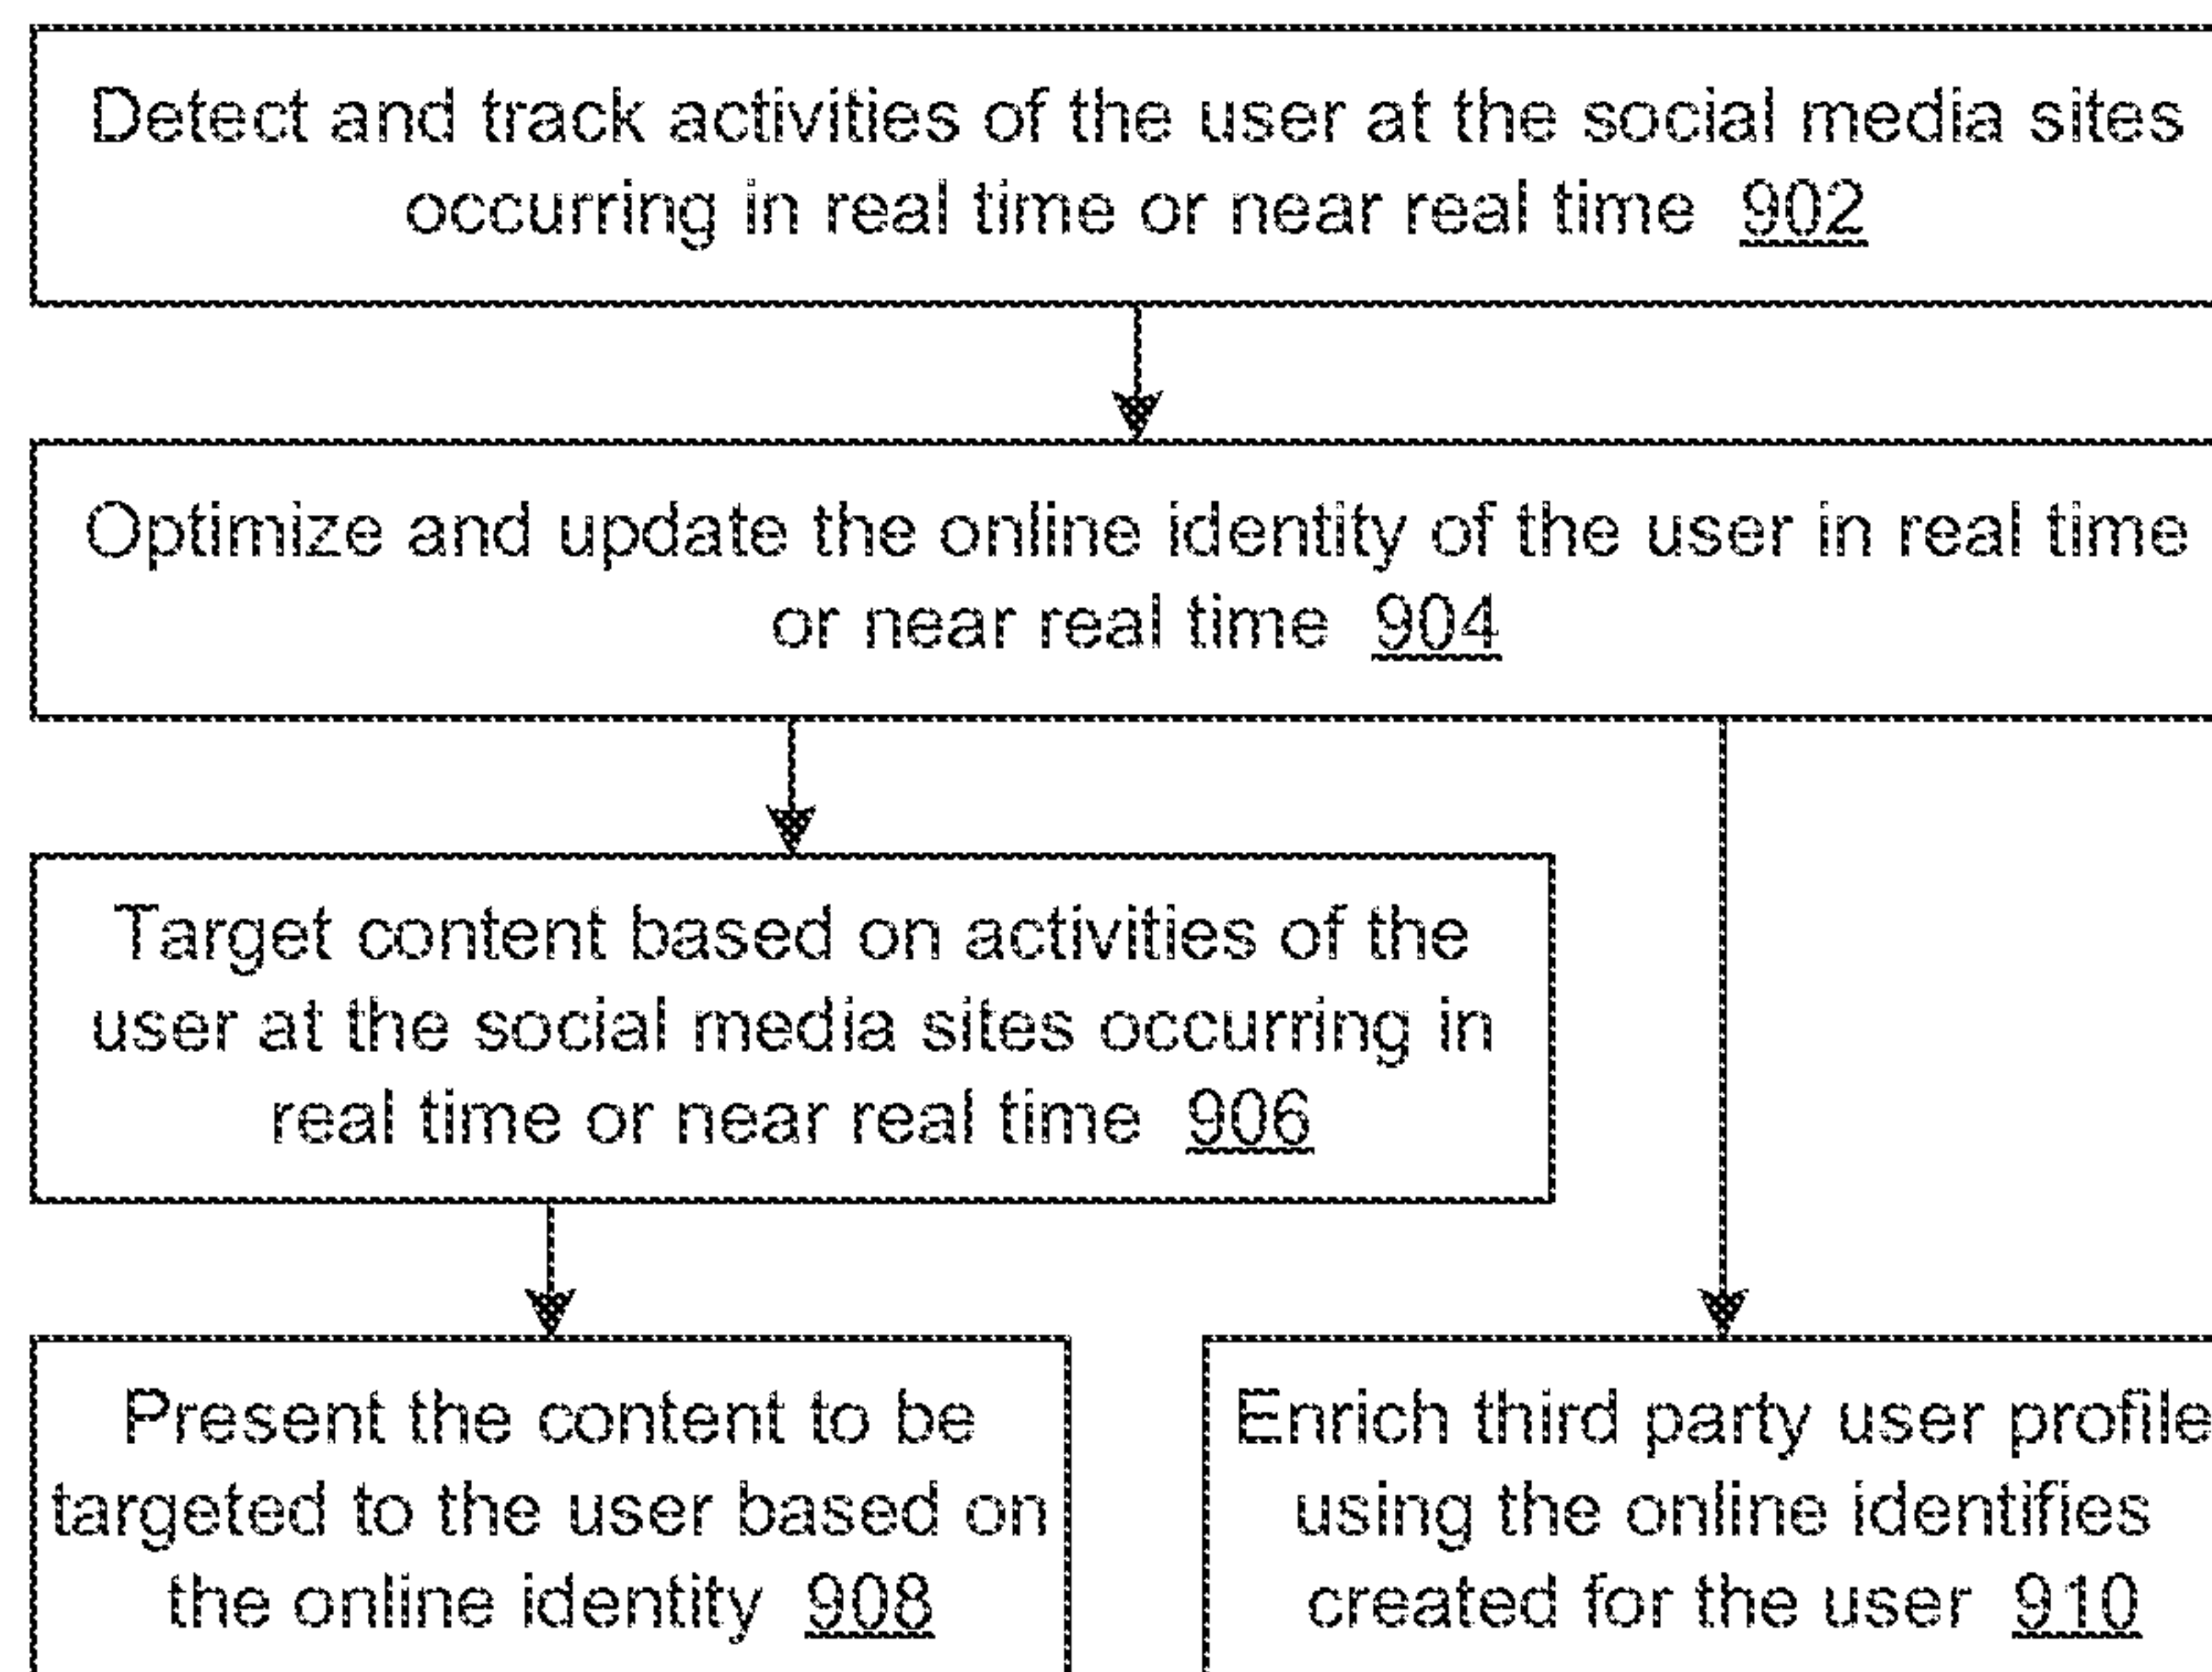 Detect and track activities of the user at the social media sites
occurring in real time or near real time 902
Optimize and update the online identity of the user in real time
or near real time 904
Target content based on activities of the
user at the social media sites occurring in
real time or near real time 906
Present the content to be
targeted to the user based on
the online identity 908
Enrich third party user profile
using the online identifies
created for the user 910